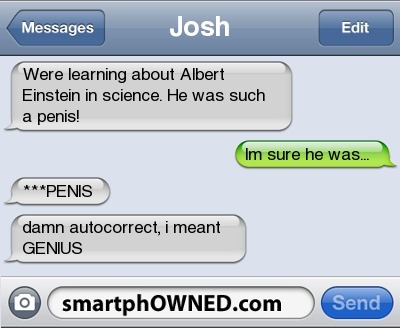 Messages
Josh
Edit
Were learning about Albert
Einstein in science. He was such
a penis!
Im sure he was...
***PENIS
damn autocorrect, i meant
GENIUS
smartphOWNED.com
Send